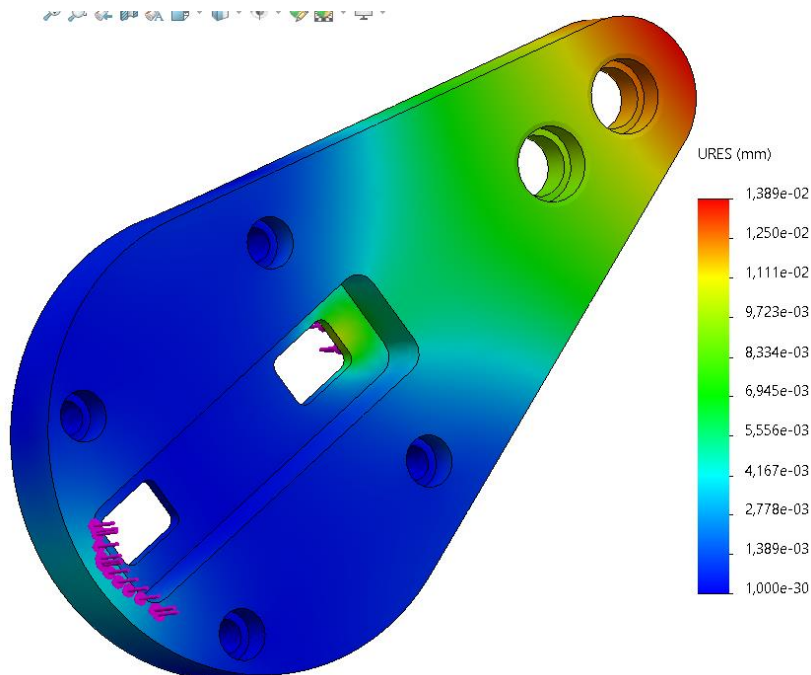 URES (mm)
1,389e-02
1,250e-02
1,111e-02
9,723e-03
8,334e-03
6,945e-03
5,556e-03
4,167e-03
2,778e-03
1,389e-03
1,000e-30